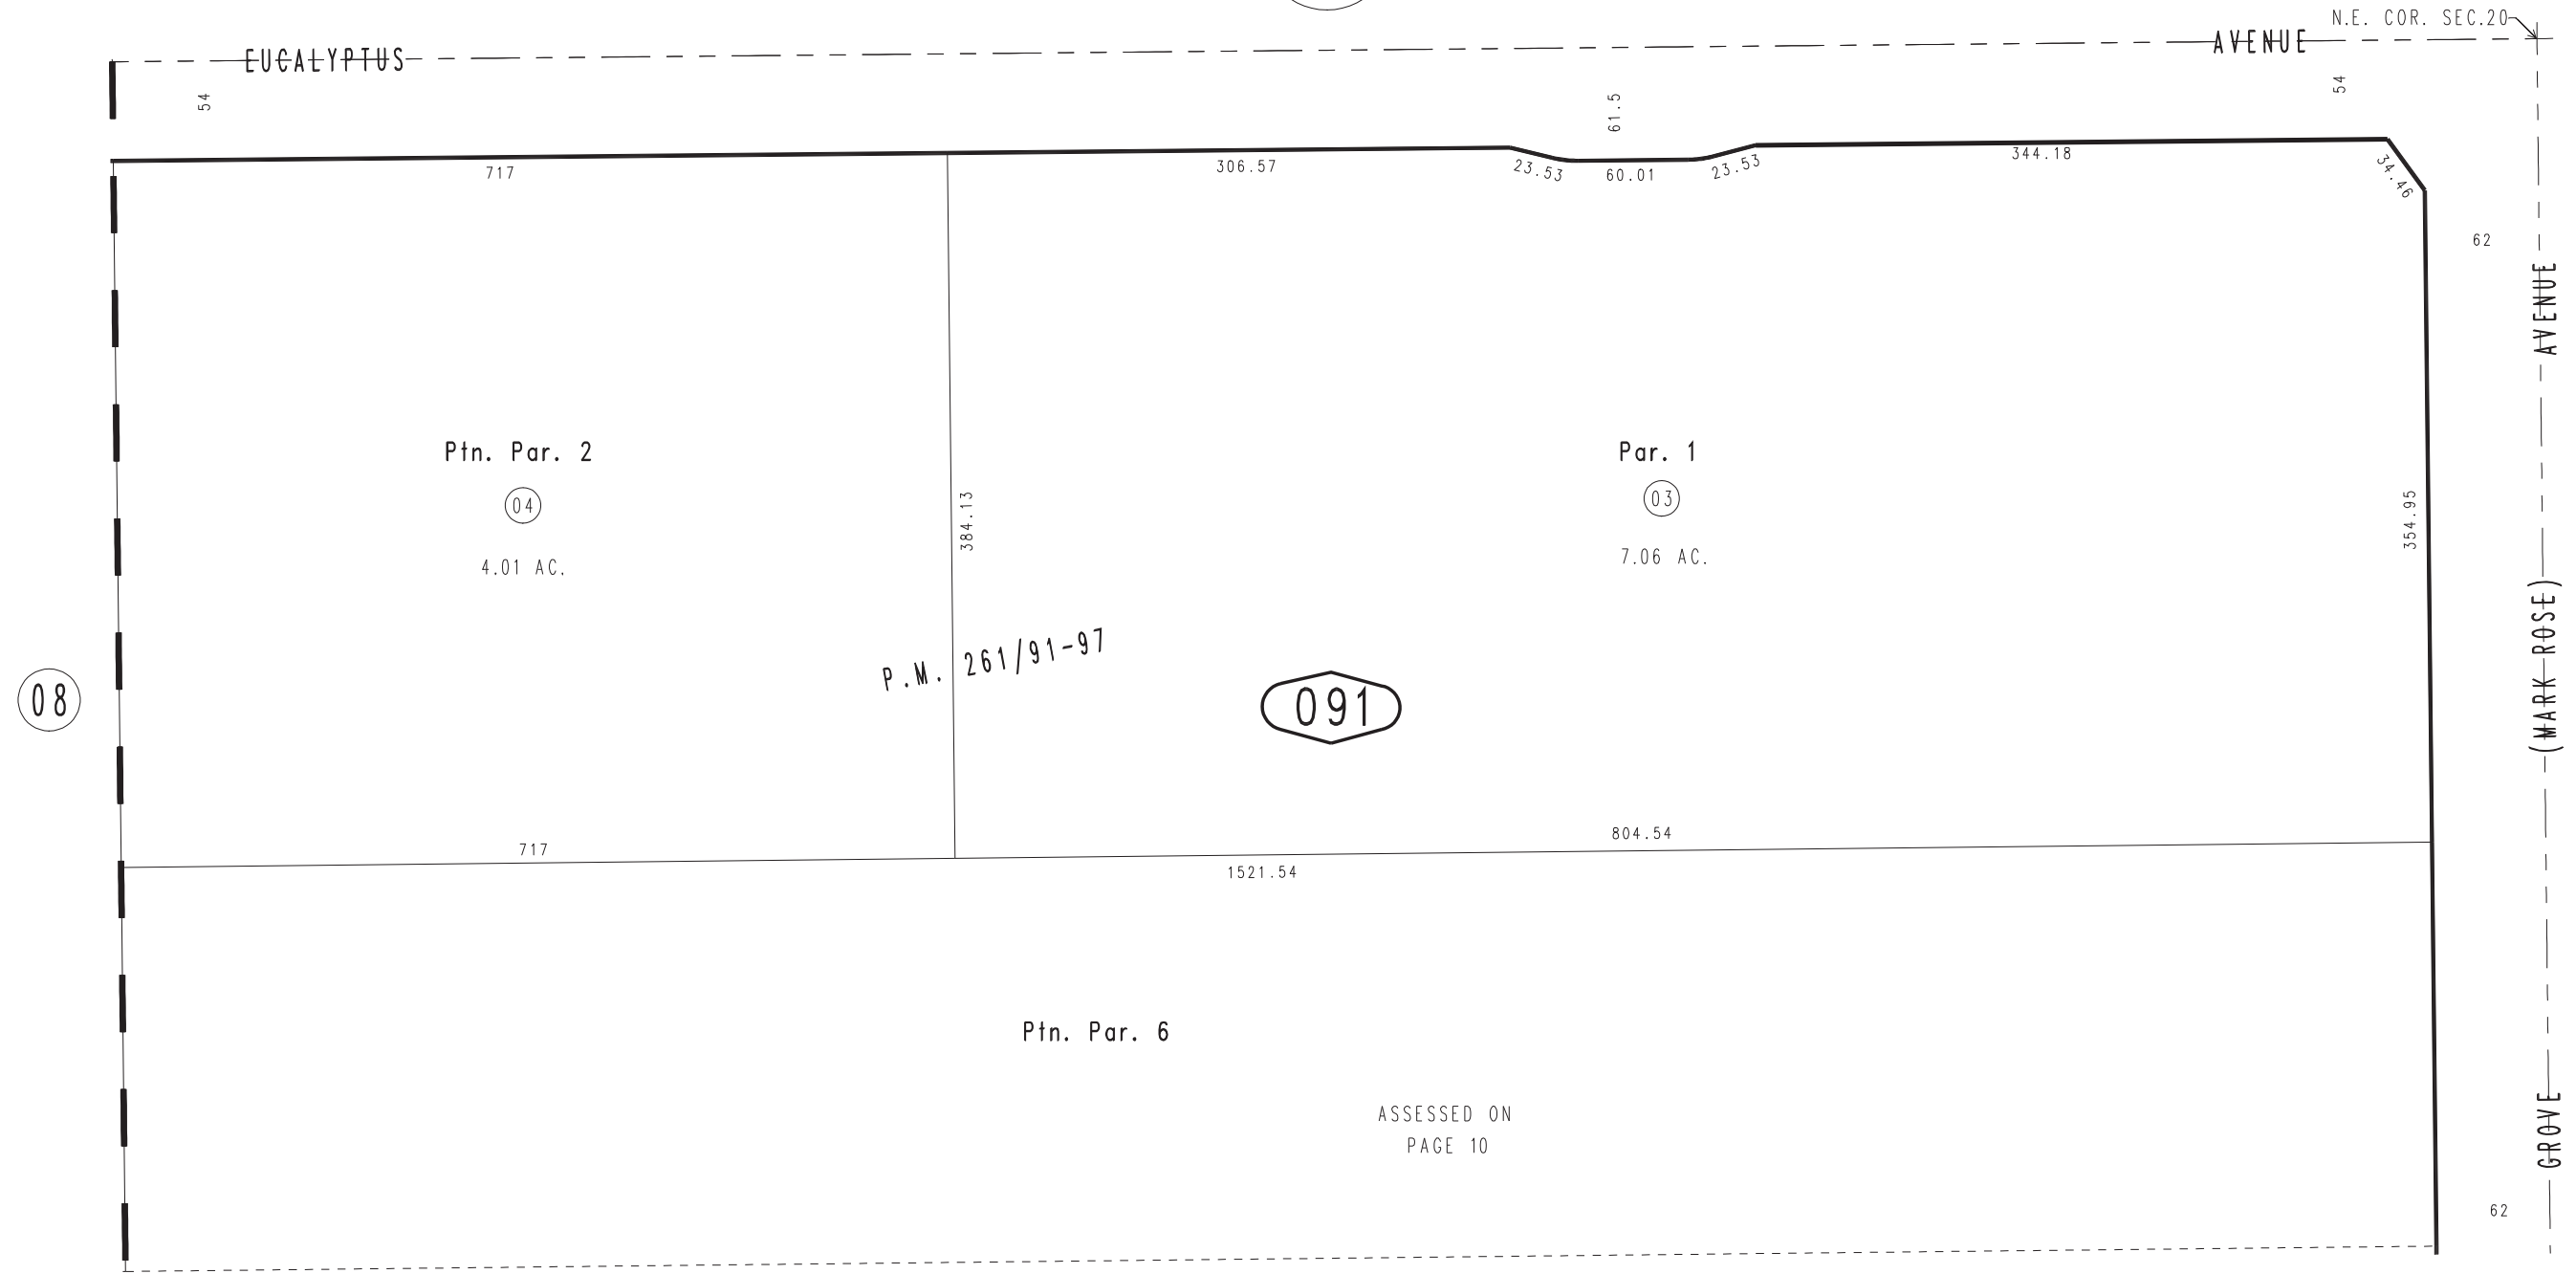 N.E. COR. SEC.20
EUCALYPTUS AVENUE
54
61.5
54
717
306.57
23.53
60.01
23.53
344.18
34.46
62
AVENUE
Ptn. Par. 2
04
4.01 AC.
384.13
Par. 1
03
7.06 AC.
354.95
(MARK ROSE)
P.M. 261/91-97
08
091
717
804.54
1521.54
Ptn. Par. 6
ASSESSED ON
PAGE 10
GROVE
62